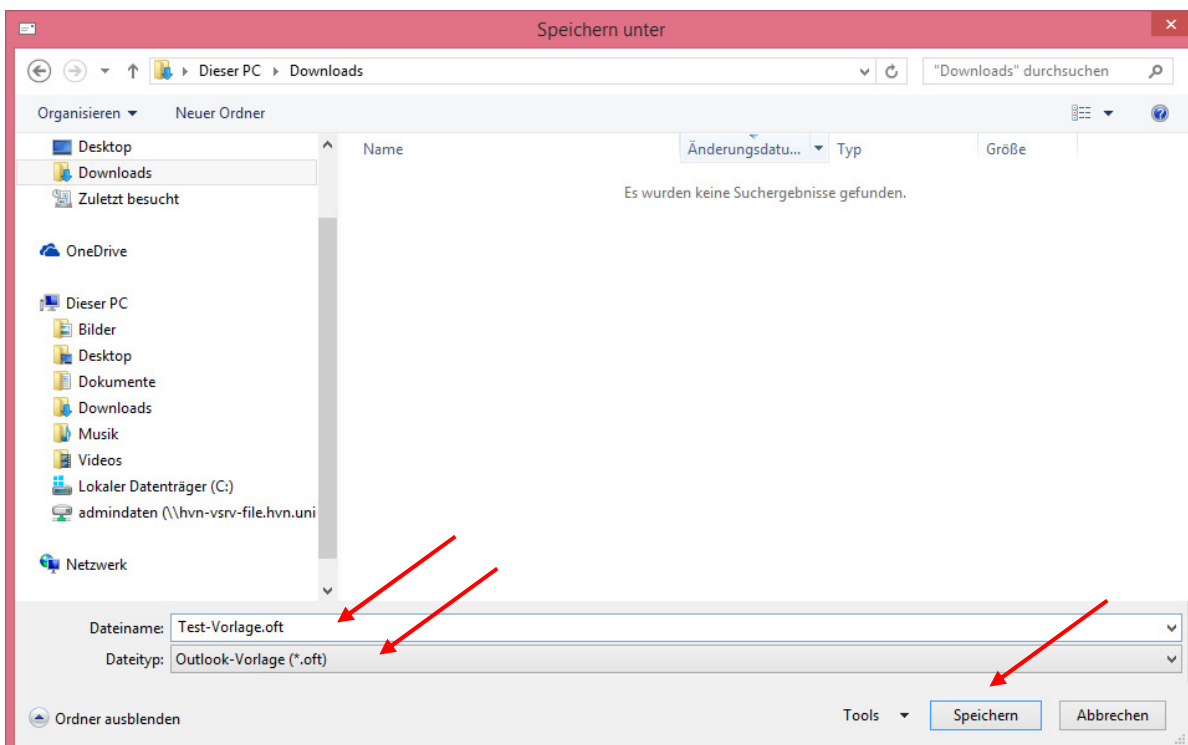 Speichern unter
Dieser PC Downloads
"Downloads" durchsuchen
Organisieren Neuer Ordner
Desktop
Downloads
Zuletzt besucht
OneDrive
Dieser PC
Bilder
Desktop
Dokumente
Downloads
Musik
Videos
Lokaler Datenträger (C:)
admindaten (\\hvn-vsrv-file.hvn.uni
Netzwerk
Name Änderungsdatu... Typ Größe
Es wurden keine Suchergebnisse gefunden.
Dateiname: Test-Vorlage.oft
Dateityp: Outlook-Vorlage (*.oft)
Ordner ausblenden Tools Speichern Abbrechen